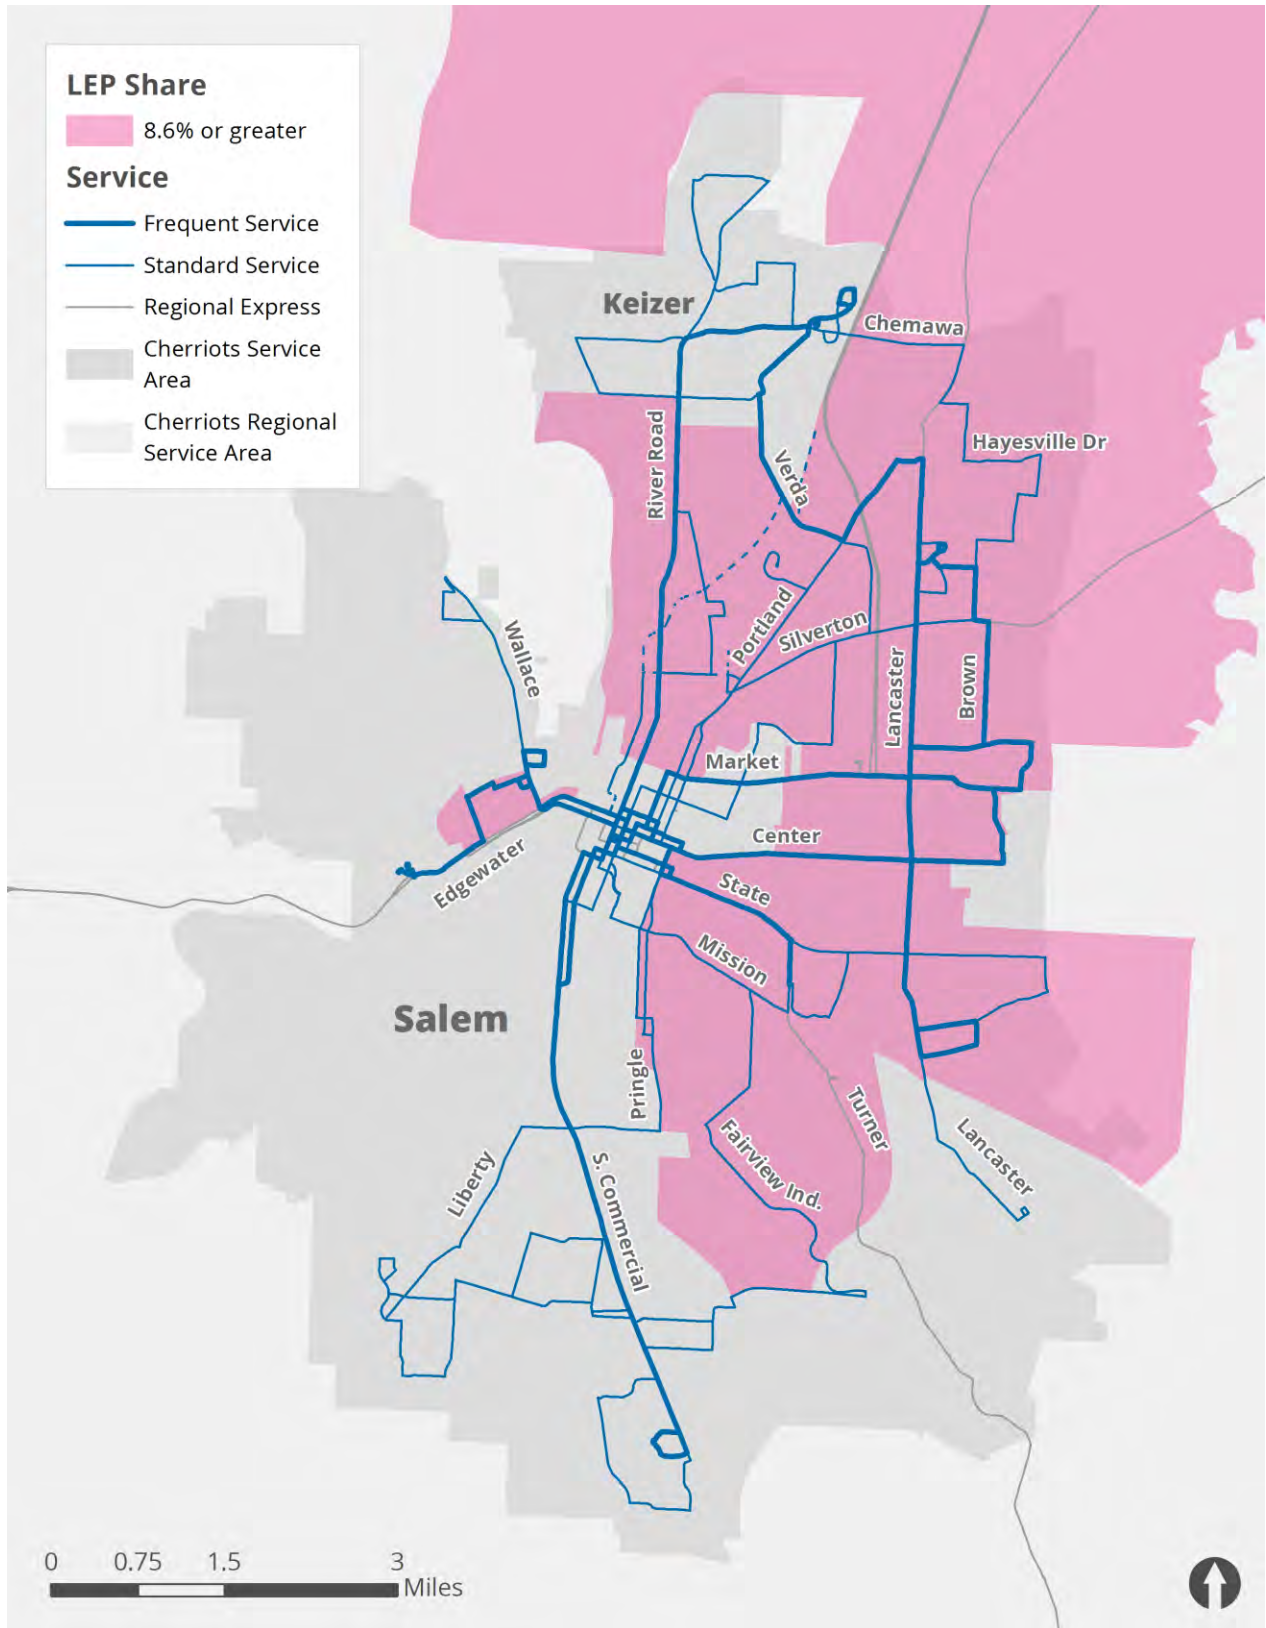 LEP Share
8.6% or greater
Service
Frequent Service
Standard Service
Regional Express
Cherriots Service
Area
Cherriots Regional
Service Area
Keizer
Chemawa
River Road
Hayesville Dr
Verda
Portland
Silverton
Wallace
Lancaster
Brown
Market
Center
Edgewater
State
Mission
Salem
Pringle
Turner
Fairview Ind.
Lancaster
Liberty
S. Commercial
0 0.75 1.5 3
Miles